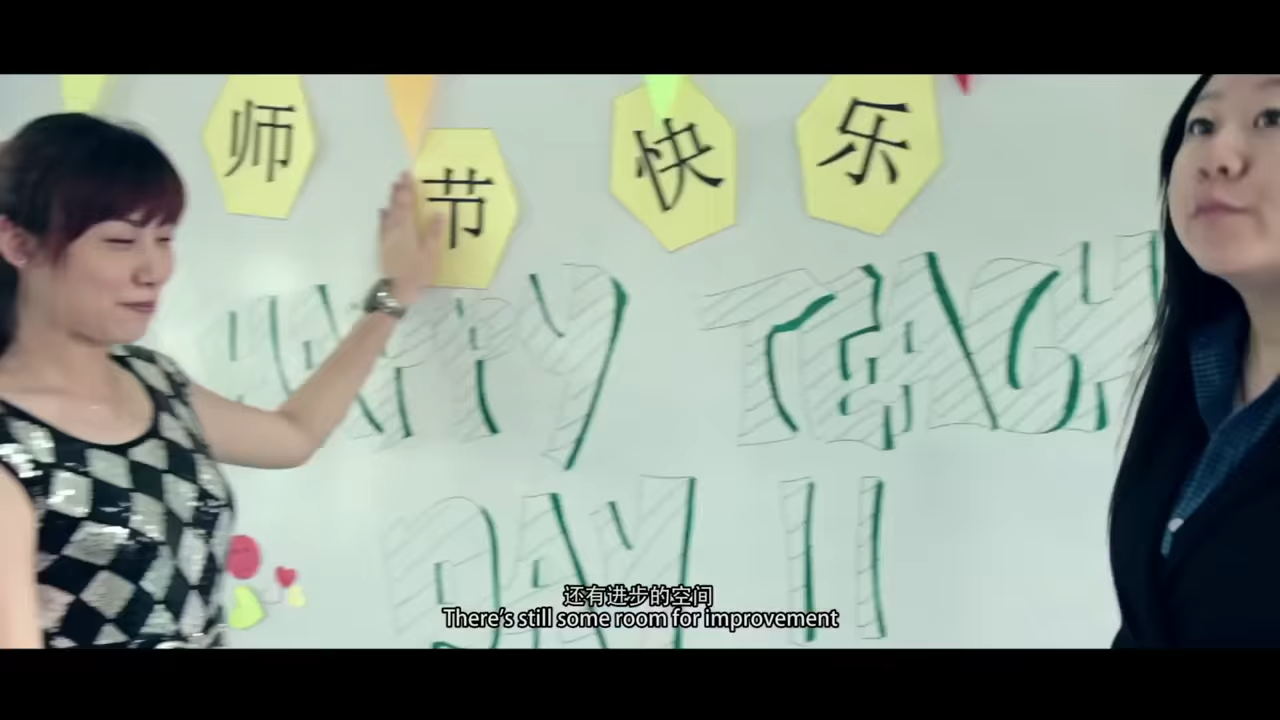 师节快乐
HAPPY TEACH
DAY !!
还有进步的空间
There's still some room for improvement